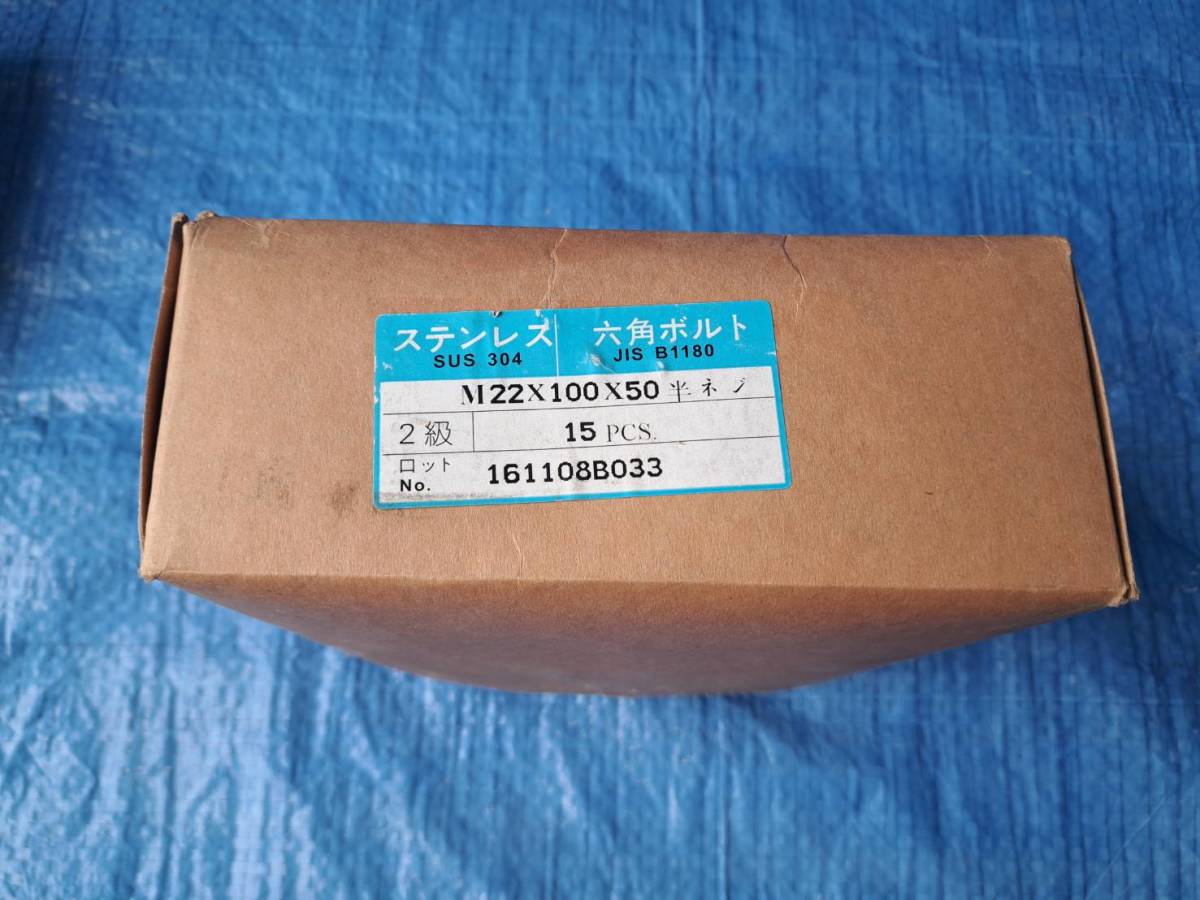 ステンレス 六角ボルト
SUS 304 JIS B1180
M22X100X50 半ネジ
2級 15 PCS.
ロット
No. 161108B033